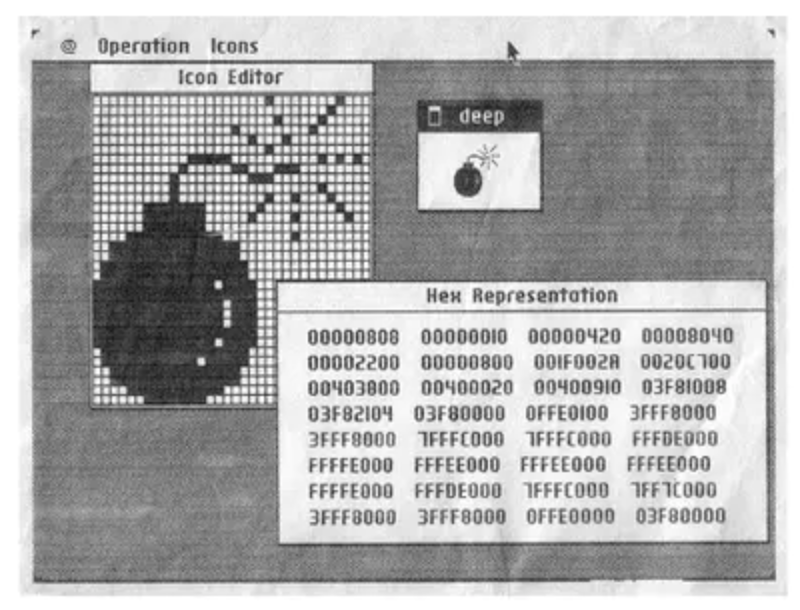 @ Operation Icons
Icon Editor
deep
Hex Representation
00000808 00000010 00000420 00008040
00002200 00000800 001F002A 0020C700
00403800 00400020 00400910 03F81008
03F82104 03F80000 0FFE0100 3FFF8000
3FFF8000 7FFFC000 7FFFC000 FFFDE000
FFFFE000 FFFEE000 FFFEE000 FFFEE000
FFFFE000 FFFDE000 7FFFC000 7FF7C000
3FFF8000 3FFF8000 0FFE0000 03F80000